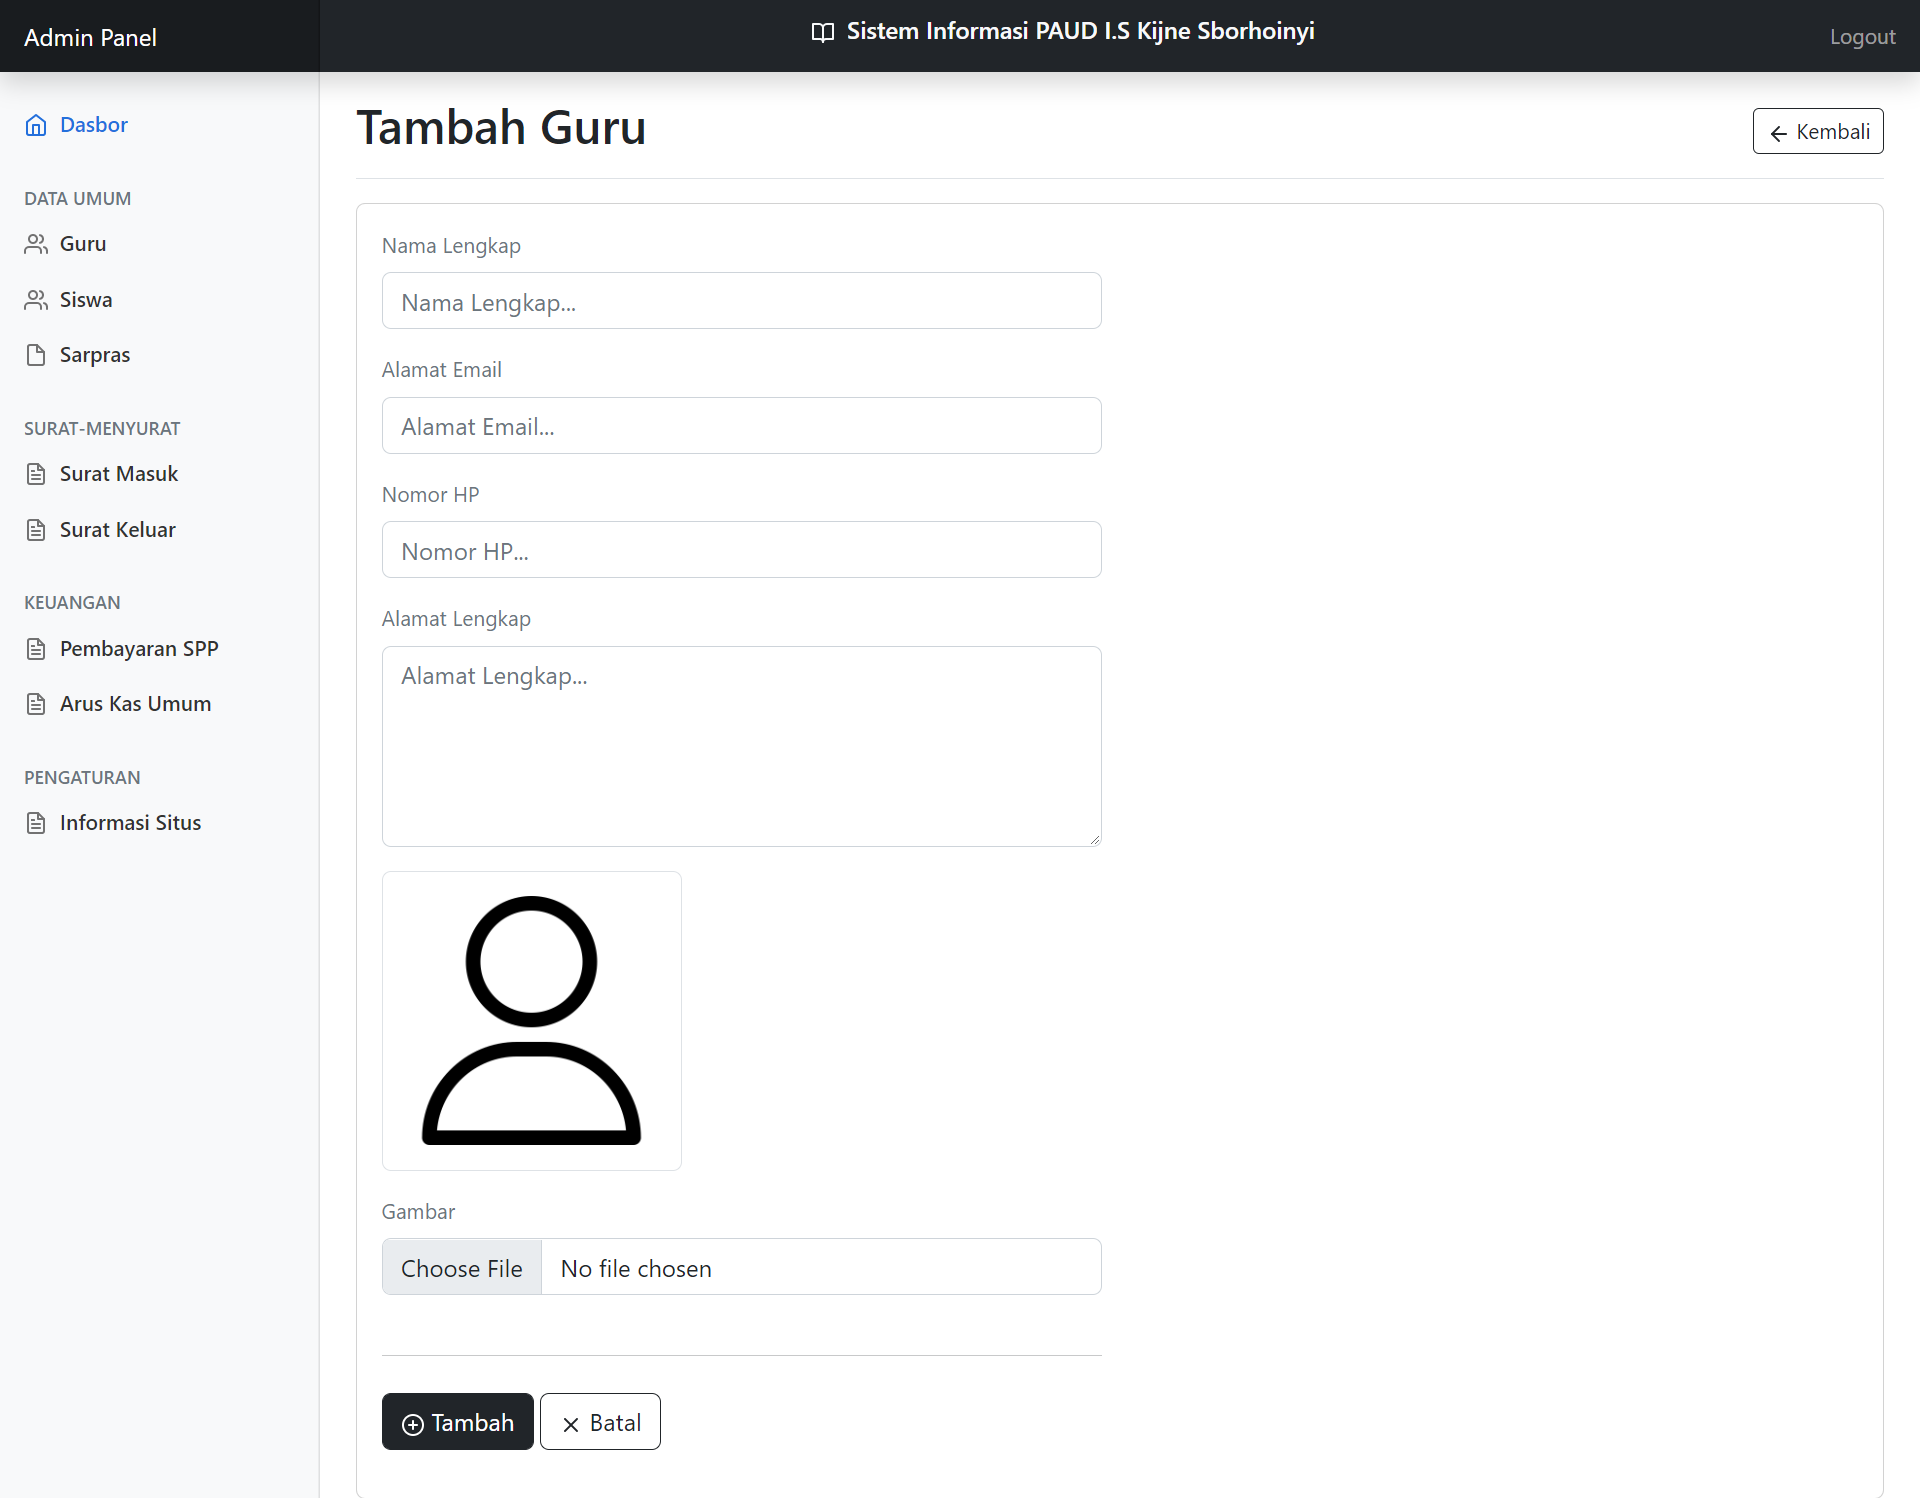 Admin Panel
Sistem Informasi PAUD I.S Kijne Sborhoinyi
Logout
Dasbor
DATA UMUM
Guru
Siswa
Sarpras
SURAT-MENYURAT
Surat Masuk
Surat Keluar
KEUANGAN
Pembayaran SPP
Arus Kas Umum
PENGATURAN
Informasi Situs
Tambah Guru
Kembali
Nama Lengkap
Nama Lengkap...
Alamat Email
Alamat Email...
Nomor HP
Nomor HP...
Alamat Lengkap
Alamat Lengkap...
Gambar
Choose File No file chosen
Tambah Batal